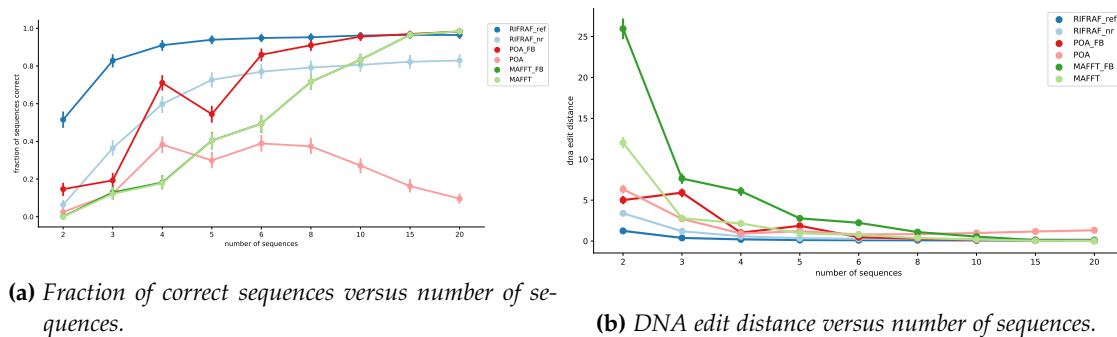 1.0
0.8
0.6
0.4
0.2
0.0
fraction of sequences correct
2 3 4 5 6 8 10 15 20
number of sequences
RIFRAF_ref
RIFRAF_nr
POA_FB
POA
MAFFT_FB
MAFFT
(a) Fraction of correct sequences versus number of se-
quences.
25
20
15
10
5
0
dna edit distance
2 3 4 5 6 8 10 15 20
number of sequences
RIFRAF_ref
RIFRAF_nr
POA_FB
POA
MAFFT_FB
MAFFT
(b) DNA edit distance versus number of sequences.